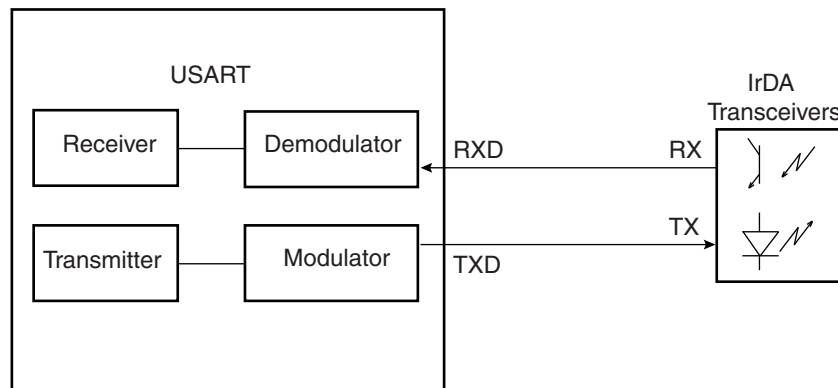 USART
IrDA
Transceivers
Receiver
Demodulator
RXD
RX
Transmitter
Modulator
TXD
TX